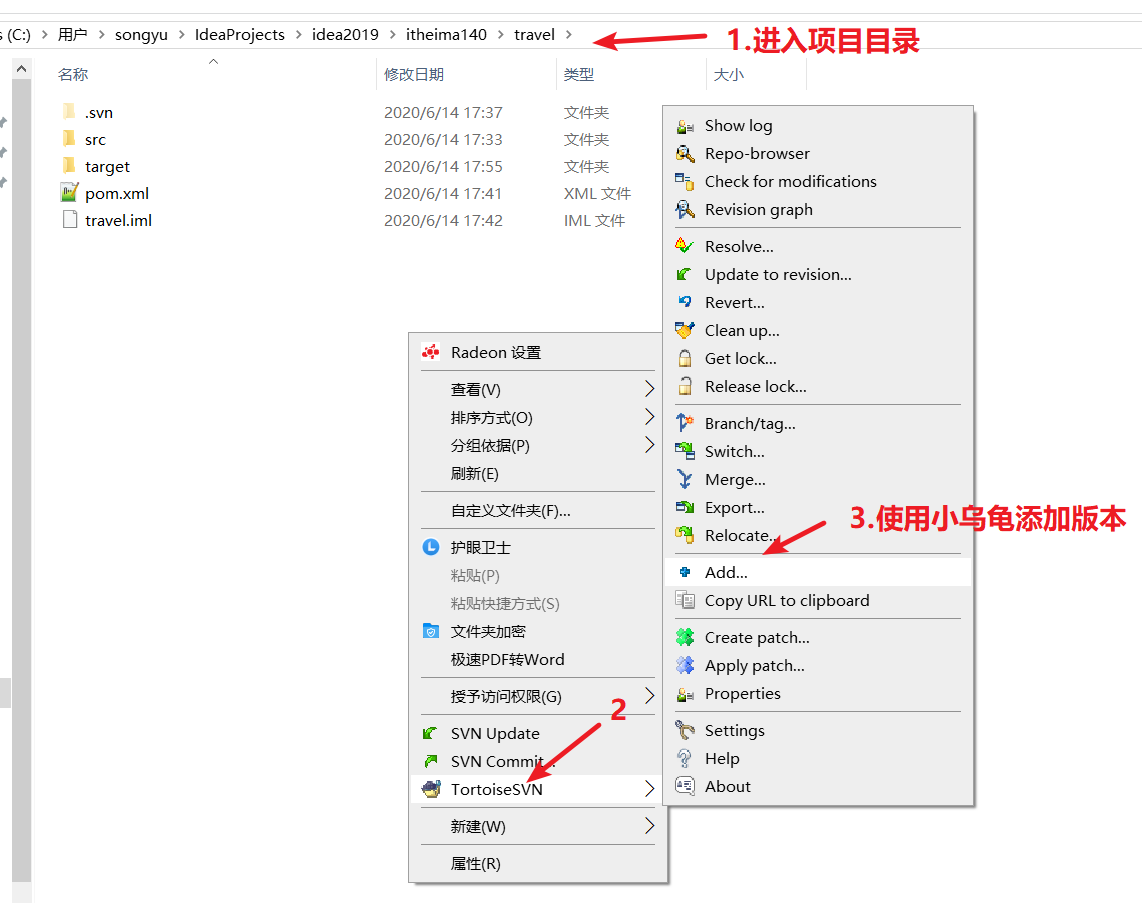 s (C:) > 用户 > songyu > IdeaProjects > idea2019 > itheima140 > travel >
1.进入项目目录
名称 修改日期 类型 大小
.svn 2020/6/14 17:37 文件夹
src 2020/6/14 17:33 文件夹
target 2020/6/14 17:55 文件夹
pom.xml 2020/6/14 17:41 XML 文件
travel.iml 2020/6/14 17:42 IML 文件
Radeon 设置
查看(V)
排序方式(O)
分组依据(P)
刷新(E)
自定义文件夹(F)...
护眼卫士
粘贴(P)
粘贴快捷方式(S)
文件夹加密
极速PDF转Word
授予访问权限(G)
2
SVN Update
SVN Commit...
TortoiseSVN
新建(W)
属性(R)
Show log
Repo-browser
Check for modifications
Revision graph
Resolve...
Update to revision...
Revert...
Clean up...
Get lock...
Release lock...
Branch/tag...
Switch...
Merge...
Export...
3.使用小乌龟添加版本
Relocate...
Add...
Copy URL to clipboard
Create patch...
Apply patch...
Properties
Settings
Help
About